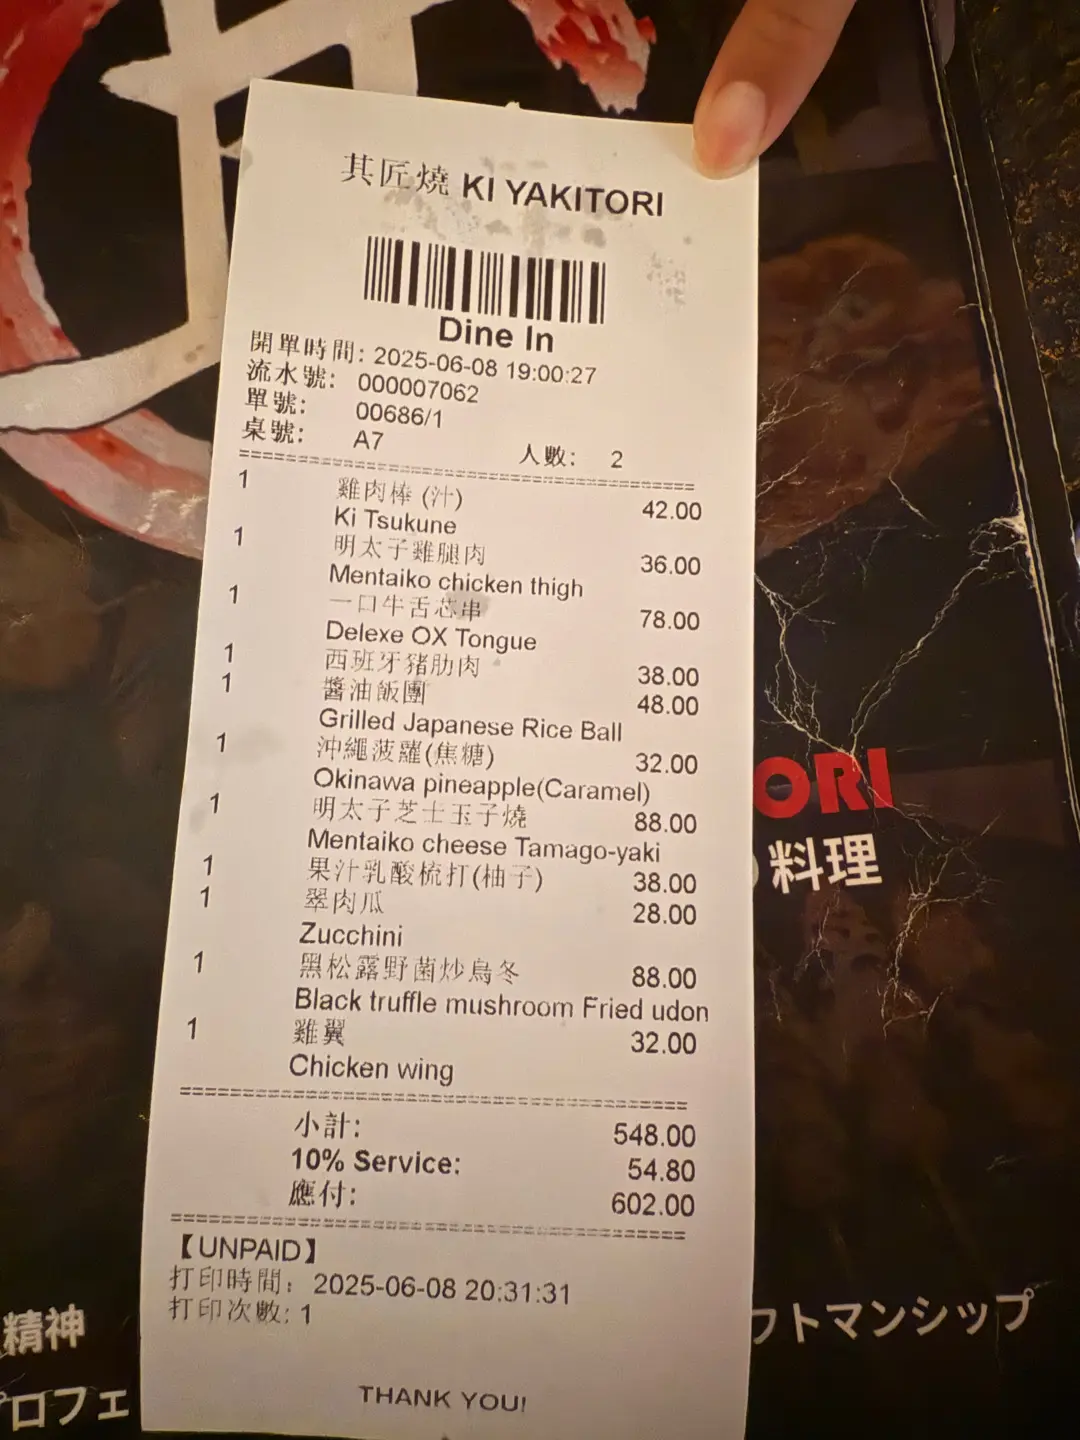 其匠燒 KI YAKITORI
Dine In
開單時間: 2025-06-08 19:00:27
流水號: 000007062
單號: 00686/1
桌號: A7 人數: 2
1 雞肉棒 (汁) 42.00
Ki Tsukune
1 明太子雞腿肉 36.00
Mentaiko chicken thigh
1 一口牛舌芯串 78.00
Delexe OX Tongue
1 西班牙豬肋肉 38.00
1 醬油飯團 48.00
Grilled Japanese Rice Ball
1 沖繩菠蘿(焦糖) 32.00
Okinawa pineapple(Caramel)
1 明太子芝士玉子燒 88.00
Mentaiko cheese Tamago-yaki
1 果汁乳酸梳打(柚子) 38.00
1 翠肉瓜 28.00
Zucchini
1 黑松露野菌炒烏冬 88.00
Black truffle mushroom Fried udon
1 雞翼 32.00
Chicken wing
小計: 548.00
10% Service: 54.80
應付: 602.00
【UNPAID】
打印時間: 2025-06-08 20:31:31
打印次數: 1
THANK YOU!
ORI
料理
精神
フトマンシップ
プロフェ